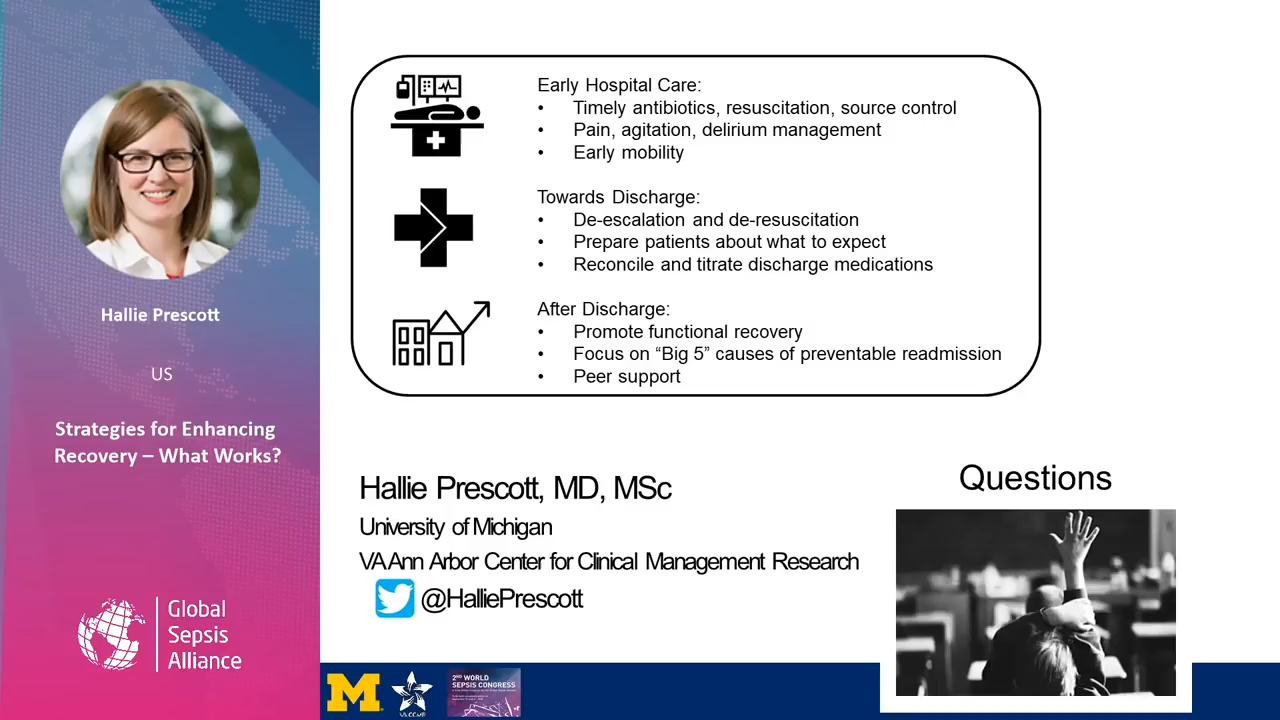 Hallie Prescott
US
Strategies for Enhancing
Recovery – What Works?
Global
Sepsis
Alliance
Early Hospital Care:
• Timely antibiotics, resuscitation, source control
• Pain, agitation, delirium management
• Early mobility
Towards Discharge:
• De-escalation and de-resuscitation
• Prepare patients about what to expect
• Reconcile and titrate discharge medications
After Discharge:
• Promote functional recovery
• Focus on “Big 5” causes of preventable readmission
• Peer support
Hallie Prescott, MD, MSc
University of Michigan
VA Ann Arbor Center for Clinical Management Research
@HalliePrescott
Questions
M
2ND WORLD
SEPSIS CONGRESS